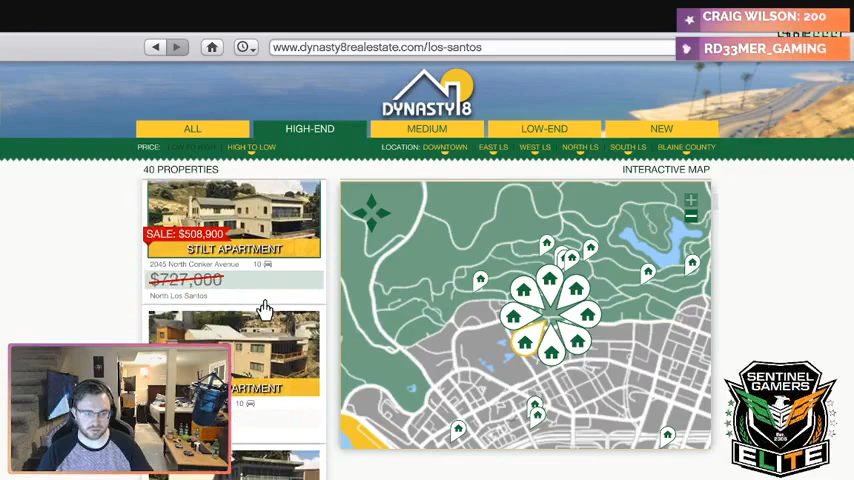 CRAIG WILSON: 200
RD33MER_GAMING
www.dynasty8realestate.com/los-santos
DYNASTY8
ALL
HIGH-END
MEDIUM
LOW-END
NEW
PRICE: LOW TO HIGH HIGH TO LOW
LOCATION: DOWNTOWN EAST LS WEST LS NORTH LS SOUTH LS BLAINE COUNTY
40 PROPERTIES
INTERACTIVE MAP
SALE: $508,900
STILT APARTMENT
2045 North Conker Avenue 10
$727,000
North Los Santos
ARTMENT
10
SENTINEL
GAMERS
ELITE